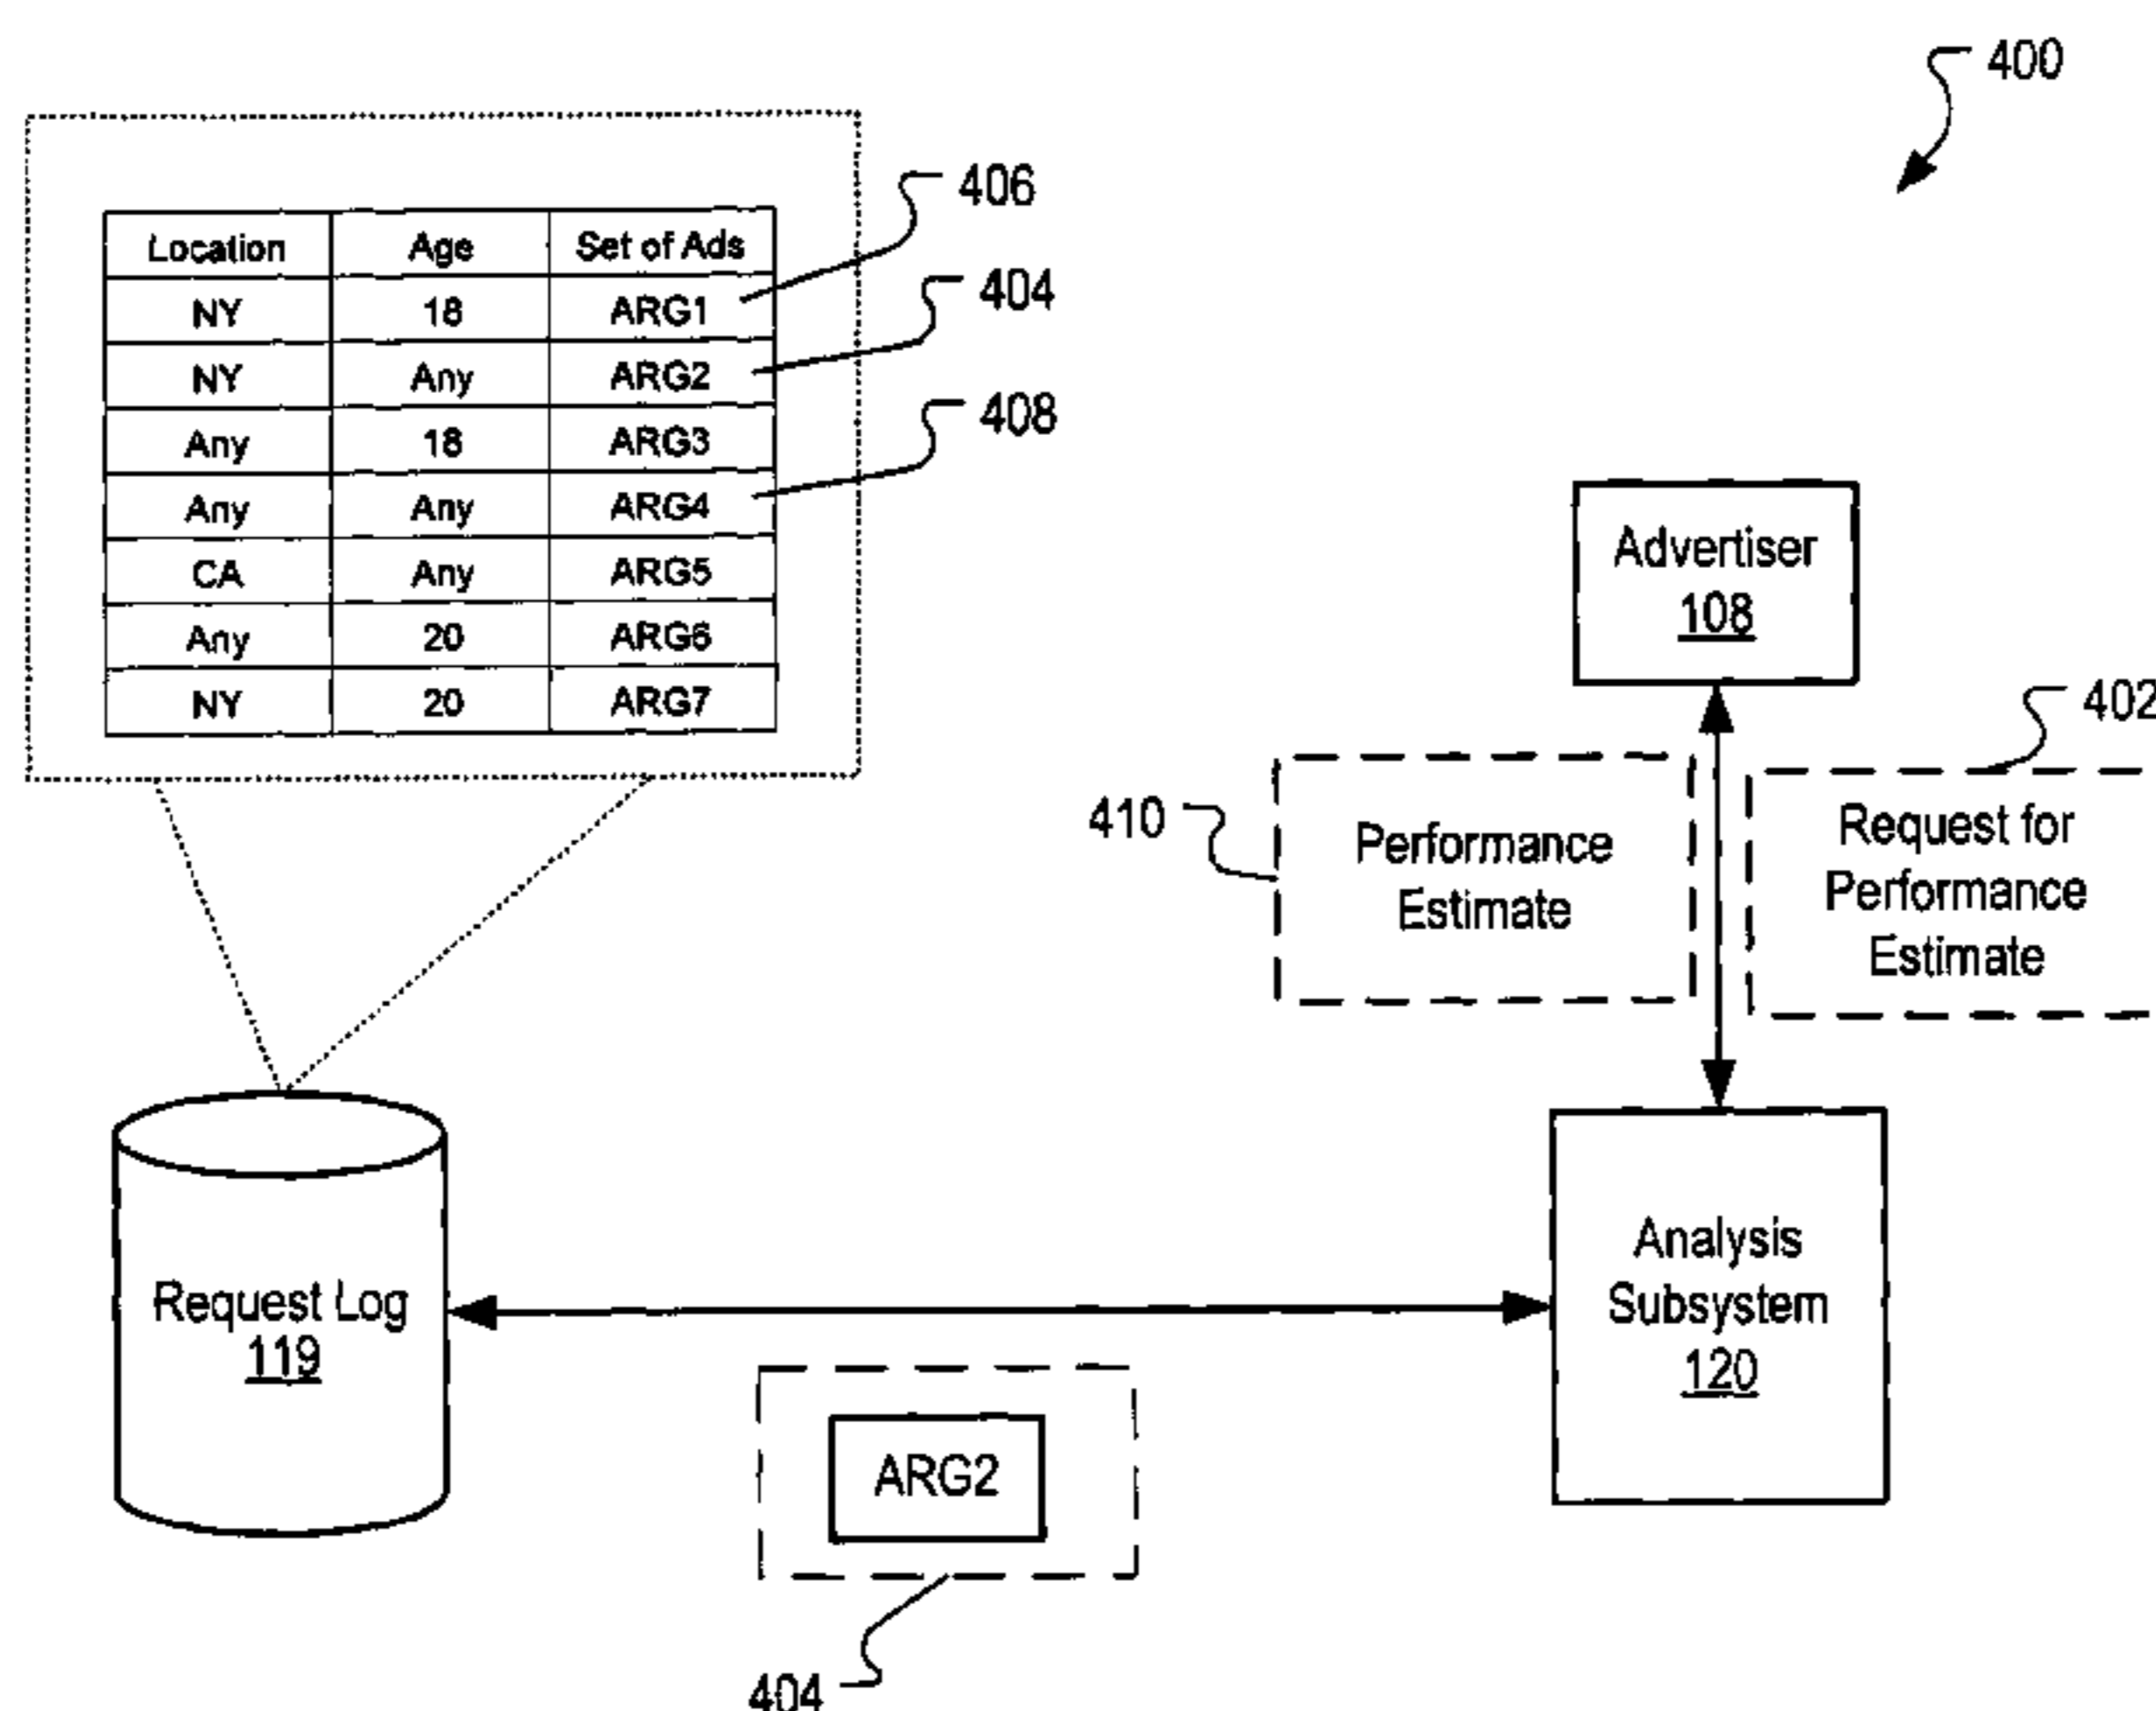 400
406
404
408
Location Age Set of Ads
NY 18 ARG1
NY Any ARG2
Any 18 ARG3
Any Any ARG4
CA Any ARG5
Any 20 ARG6
NY 20 ARG7
Advertiser
108
402
410
Performance
Estimate
Request for
Performance
Estimate
Request Log
119
Analysis
Subsystem
120
ARG2
404